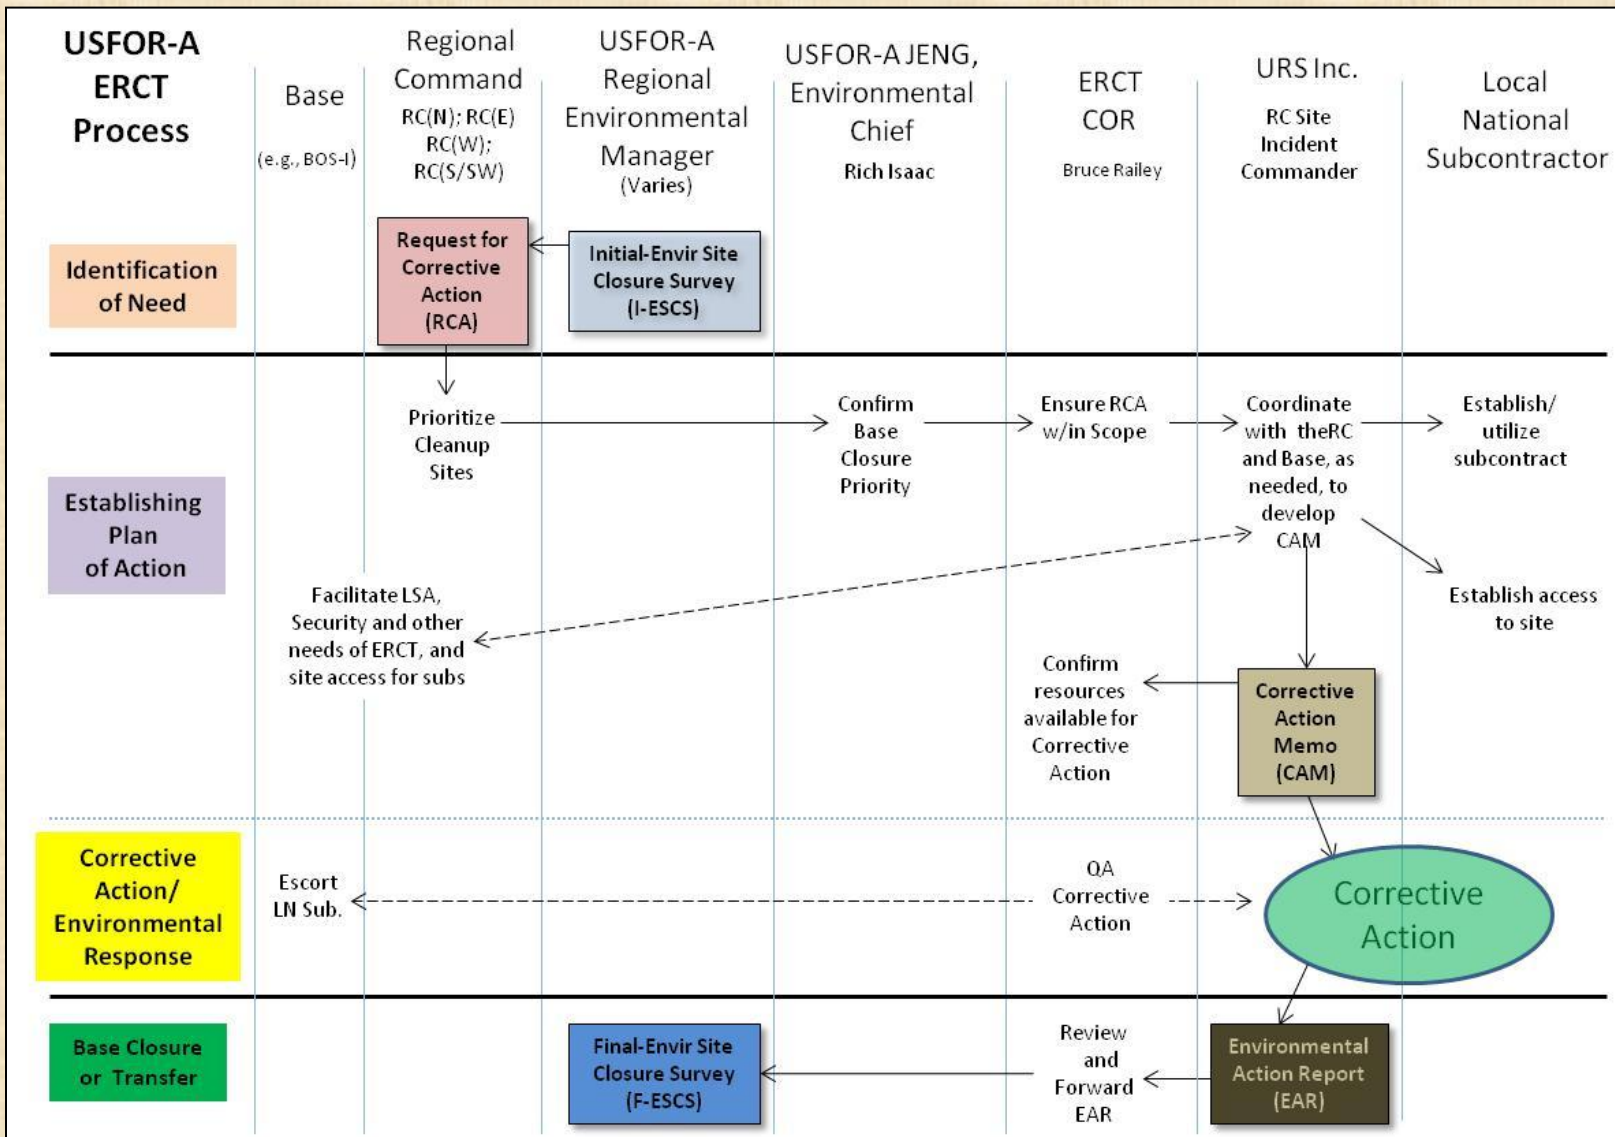 USFOR-A
ERCT
Process
Base
(e.g., BOS-I)
Regional
Command
RC(N); RC(E)
RC(W);
RC(S/SW)
USFOR-A
Regional
Environmental
Manager
(Varies)
USFOR-A JENG,
Environmental
Chief
Rich Isaac
ERCT
COR
Bruce Railey
URS Inc.
RC Site
Incident
Commander
Local
National
Subcontractor
Identification
of Need
Request for
Corrective
Action
(RCA)
Initial-Envir Site
Closure Survey
(I-ESCS)
Establishing
Plan
of Action
Prioritize
Cleanup
Sites
Confirm
Base
Closure
Priority
Ensure RCA
w/in Scope
Coordinate
with theRC
and Base, as
needed, to
develop
CAM
Establish/
utilize
subcontract
Establish access
to site
Facilitate LSA,
Security and other
needs of ERCT, and
site access for subs
Confirm
resources
available for
Corrective
Action
Corrective
Action
Memo
(CAM)
Corrective
Action/
Environmental
Response
Escort
LN Sub.
QA
Corrective
Action
Corrective
Action
Base Closure
or Transfer
Final-Envir Site
Closure Survey
(F-ESCS)
Review
and
Forward
EAR
Environmental
Action Report
(EAR)